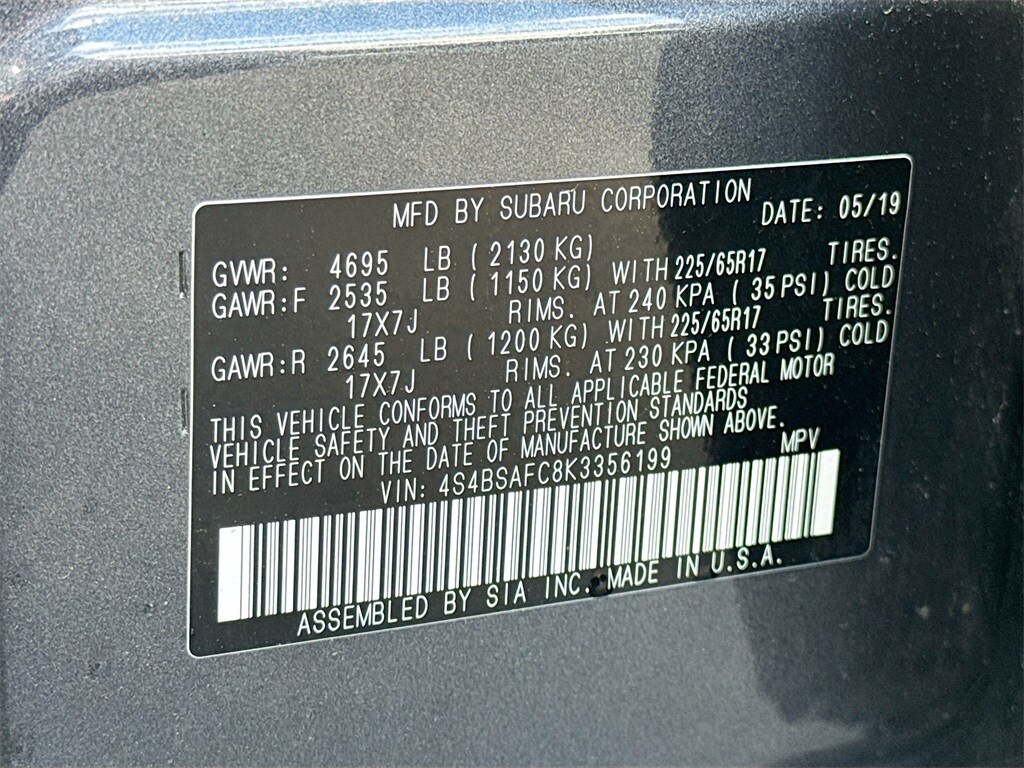 MFD BY SUBARU CORPORATION DATE: 05/19
GVWR: 4695 LB ( 2130 KG)
GAWR:F 2535 LB ( 1150 KG) WITH 225/65R17 TIRES.
17X7J RIMS. AT 240 KPA ( 35 PSI) COLD
GAWR:R 2645 LB ( 1200 KG) WITH 225/65R17 TIRES.
17X7J RIMS. AT 230 KPA ( 33 PSI) COLD
THIS VEHICLE CONFORMS TO ALL APPLICABLE FEDERAL MOTOR
VEHICLE SAFETY AND THEFT PREVENTION STANDARDS
IN EFFECT ON THE DATE OF MANUFACTURE SHOWN ABOVE.
VIN: 4S4BSAFC8K3356199 MPV
ASSEMBLED BY SIA INC. MADE IN U.S.A.